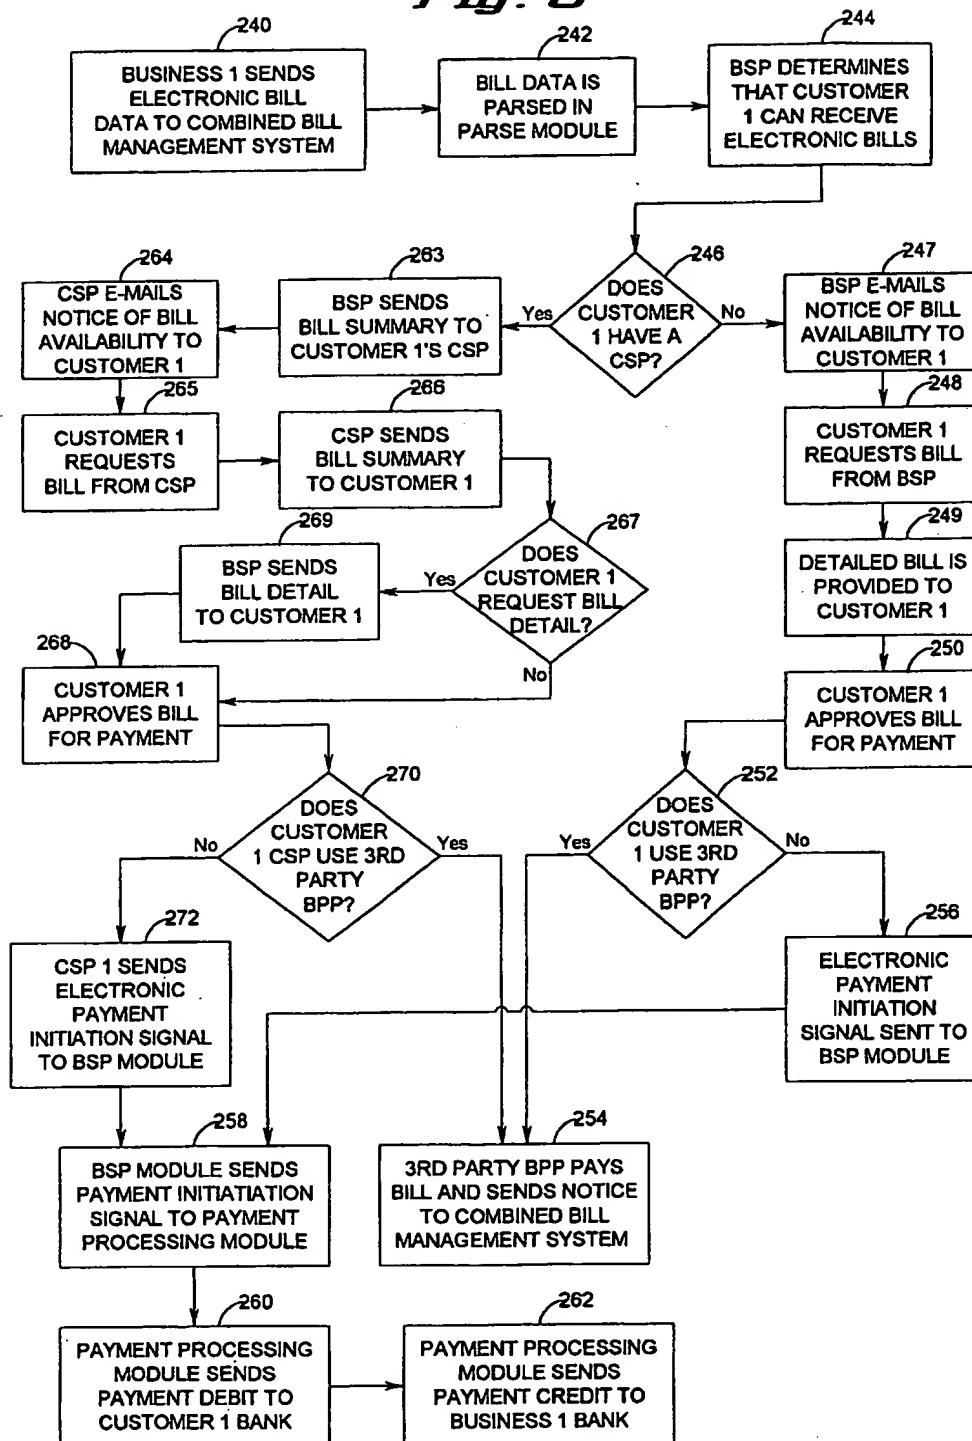 240
BUSINESS 1 SENDS
ELECTRONIC BILL
DATA TO COMBINED BILL
MANAGEMENT SYSTEM
242
BILL DATA IS
PARSED IN
PARSE MODULE
244
BSP DETERMINES
THAT CUSTOMER
1 CAN RECEIVE
ELECTRONIC BILLS
246
DOES
CUSTOMER
1 HAVE A
CSP?
Yes
No
263
BSP SENDS
BILL SUMMARY TO
CUSTOMER 1'S CSP
264
CSP E-MAILS
NOTICE OF BILL
AVAILABILITY TO
CUSTOMER 1
247
BSP E-MAILS
NOTICE OF BILL
AVAILABILITY TO
CUSTOMER 1
265
CUSTOMER 1
REQUESTS
BILL FROM CSP
266
CSP SENDS
BILL SUMMARY
TO CUSTOMER 1
248
CUSTOMER 1
REQUESTS BILL
FROM BSP
267
DOES
CUSTOMER 1
REQUEST BILL
DETAIL?
Yes
No
269
BSP SENDS
BILL DETAIL
TO CUSTOMER 1
249
DETAILED BILL IS
PROVIDED TO
CUSTOMER 1
268
CUSTOMER 1
APPROVES BILL
FOR PAYMENT
250
CUSTOMER 1
APPROVES BILL
FOR PAYMENT
270
DOES
CUSTOMER
1 CSP USE 3RD
PARTY
BPP?
No
Yes
252
DOES
CUSTOMER
1 USE 3RD
PARTY
BPP?
Yes
No
272
CSP 1 SENDS
ELECTRONIC
PAYMENT
INITIATION SIGNAL
TO BSP MODULE
256
ELECTRONIC
PAYMENT
INITIATION
SIGNAL SENT TO
BSP MODULE
258
BSP MODULE SENDS
PAYMENT INITIATIATION
SIGNAL TO PAYMENT
PROCESSING MODULE
254
3RD PARTY BPP PAYS
BILL AND SENDS NOTICE
TO COMBINED BILL
MANAGEMENT SYSTEM
260
PAYMENT PROCESSING
MODULE SENDS
PAYMENT DEBIT TO
CUSTOMER 1 BANK
262
PAYMENT PROCESSING
MODULE SENDS
PAYMENT CREDIT TO
BUSINESS 1 BANK